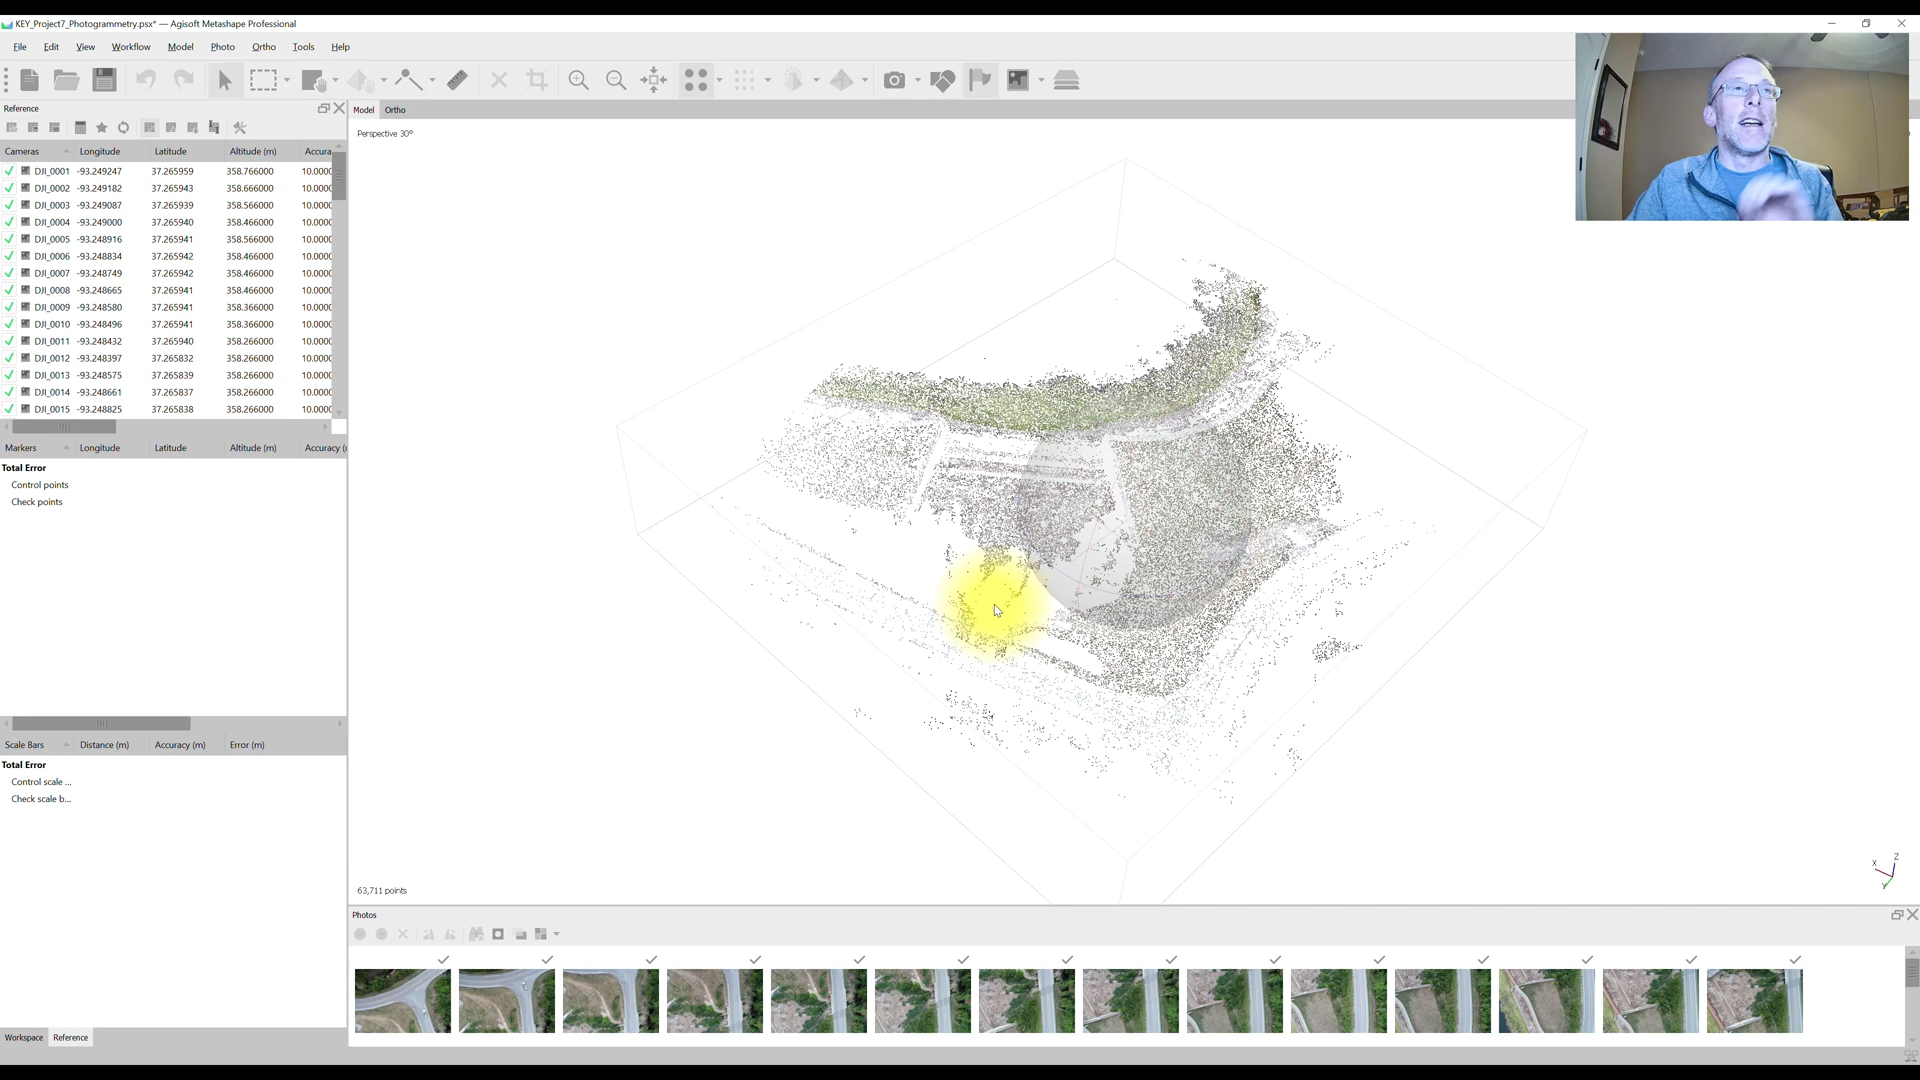 KEY_Project7_Photogrammetry.psx* — Agisoft Metashape Professional
File Edit View Workflow Model Photo Ortho Tools Help
Reference
Model Ortho
Perspective 30°
Cameras Longitude Latitude Altitude (m) Accura
DJI_0001 -93.249247 37.265959 358.766000 10.0000
DJI_0002 -93.249182 37.265943 358.666000 10.0000
DJI_0003 -93.249087 37.265939 358.566000 10.0000
DJI_0004 -93.249000 37.265940 358.466000 10.0000
DJI_0005 -93.248916 37.265941 358.566000 10.0000
DJI_0006 -93.248834 37.265942 358.466000 10.0000
DJI_0007 -93.248749 37.265942 358.466000 10.0000
DJI_0008 -93.248665 37.265941 358.466000 10.0000
DJI_0009 -93.248580 37.265941 358.366000 10.0000
DJI_0010 -93.248496 37.265941 358.366000 10.0000
DJI_0011 -93.248432 37.265940 358.266000 10.0000
DJI_0012 -93.248397 37.265832 358.266000 10.0000
DJI_0013 -93.248575 37.265839 358.266000 10.0000
DJI_0014 -93.248661 37.265837 358.266000 10.0000
DJI_0015 -93.248825 37.265838 358.266000 10.0000
Markers Longitude Latitude Altitude (m) Accuracy (
Total Error
Control points
Check points
Scale Bars Distance (m) Accuracy (m) Error (m)
Total Error
Control scale ...
Check scale b...
X Z
Y
63,711 points
Photos
Workspace Reference